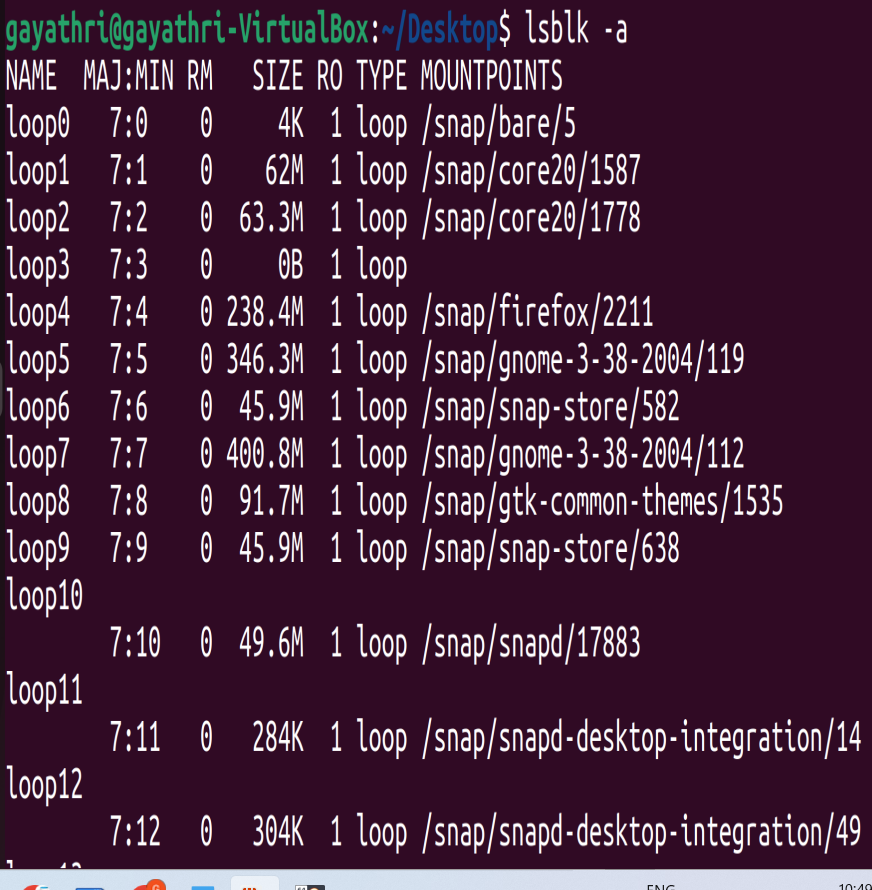 gayathri@gayathri-VirtualBox:~/Desktop$ lsblk -a
NAME MAJ:MIN RM SIZE RO TYPE MOUNTPOINTS
loop0 7:0 0 4K 1 loop /snap/bare/5
loop1 7:1 0 62M 1 loop /snap/core20/1587
loop2 7:2 0 63.3M 1 loop /snap/core20/1778
loop3 7:3 0 0B 1 loop
loop4 7:4 0 238.4M 1 loop /snap/firefox/2211
loop5 7:5 0 346.3M 1 loop /snap/gnome-3-38-2004/119
loop6 7:6 0 45.9M 1 loop /snap/snap-store/582
loop7 7:7 0 400.8M 1 loop /snap/gnome-3-38-2004/112
loop8 7:8 0 91.7M 1 loop /snap/gtk-common-themes/1535
loop9 7:9 0 45.9M 1 loop /snap/snap-store/638
loop10
7:10 0 49.6M 1 loop /snap/snapd/17883
loop11
7:11 0 284K 1 loop /snap/snapd-desktop-integration/14
loop12
7:12 0 304K 1 loop /snap/snapd-desktop-integration/49